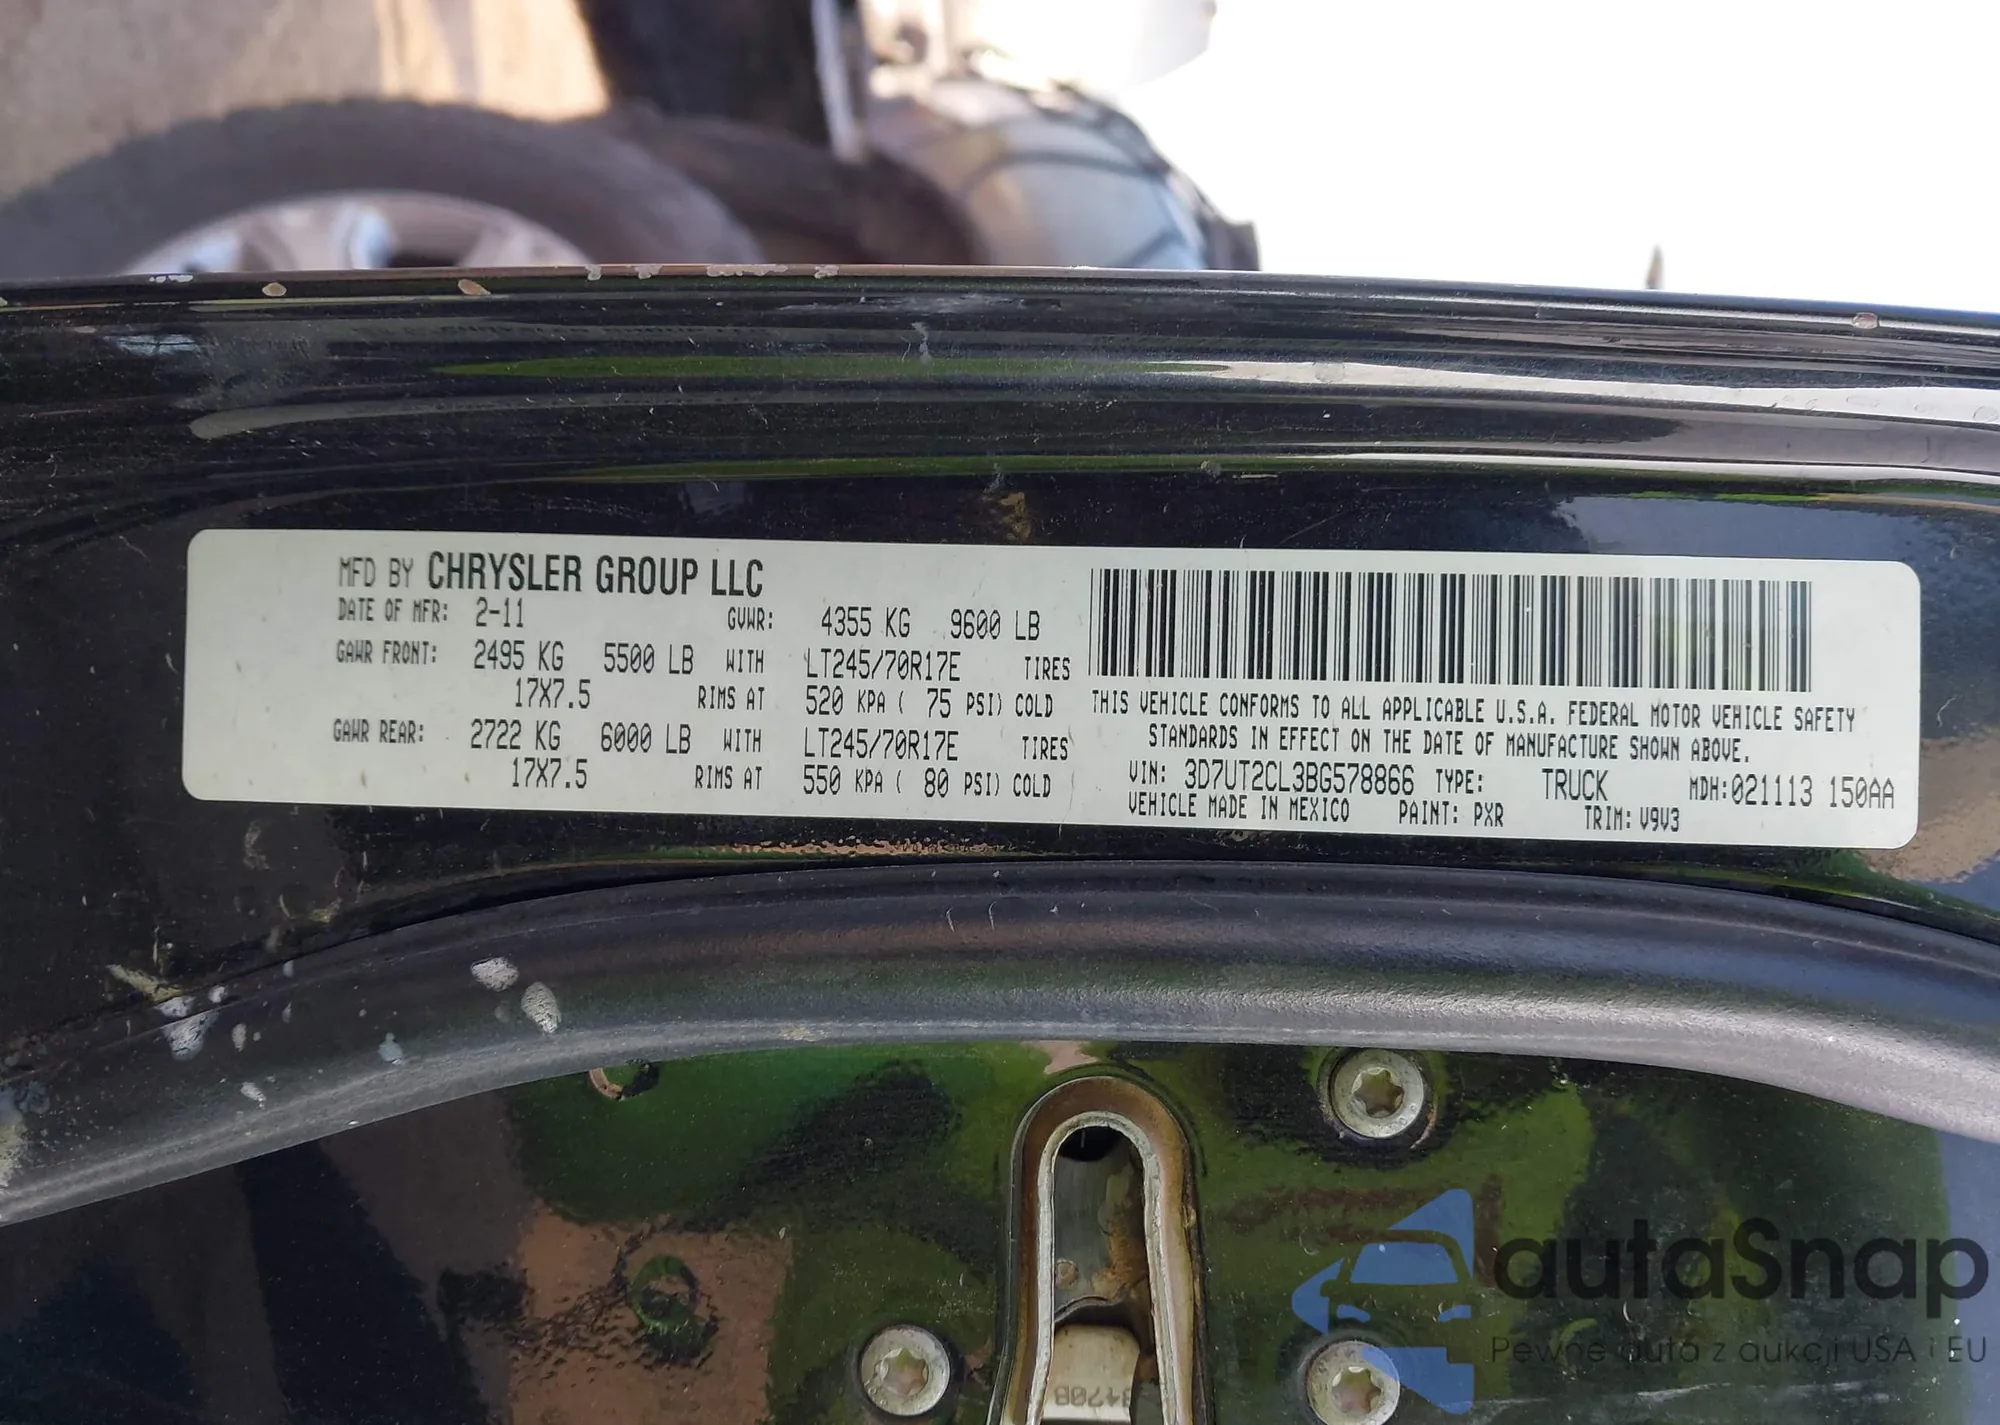 MFD BY CHRYSLER GROUP LLC
DATE OF MFR: 2-11 GVWR: 4355 KG 9600 LB
GAWR FRONT: 2495 KG 5500 LB WITH LT245/70R17E TIRES
17X7.5 RIMS AT 520 KPA ( 75 PSI) COLD
GAWR REAR: 2722 KG 6000 LB WITH LT245/70R17E TIRES
17X7.5 RIMS AT 550 KPA ( 80 PSI) COLD
THIS VEHICLE CONFORMS TO ALL APPLICABLE U.S.A. FEDERAL MOTOR VEHICLE SAFETY
STANDARDS IN EFFECT ON THE DATE OF MANUFACTURE SHOWN ABOVE.
VIN: 3D7UT2CL3BG578866 TYPE: TRUCK MDH:021113 150AA
VEHICLE MADE IN MEXICO PAINT: PXR TRIM: V9V3
autaSnap
Pewne auta z aukcji USA i EU